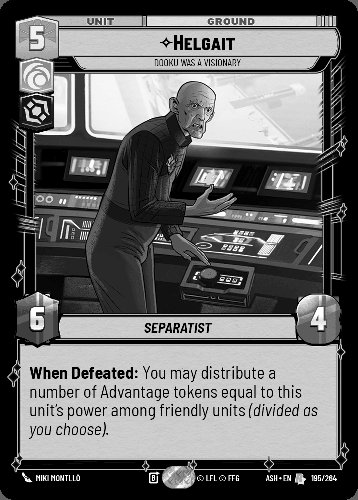 UNIT
GROUND
5
HELGAIT
DOOKU WAS A VISIONARY
6
SEPARATIST
4
When Defeated: You may distribute a
number of Advantage tokens equal to this
unit's power among friendly units (divided as
you choose).
MIKI MONTLLÓ
© LFL © FFG
ASH • EN
195/264